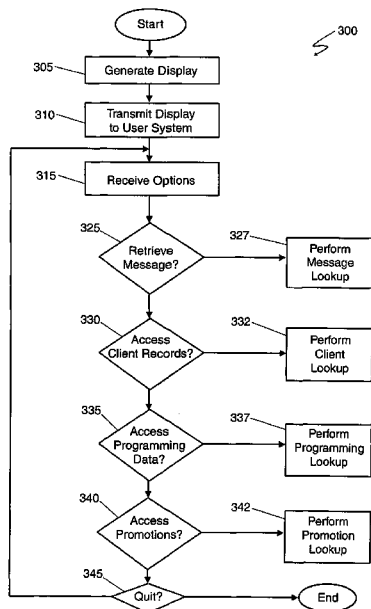 Start
300
305
Generate Display
310
Transmit Display
to User System
315
Receive Options
325
Retrieve
Message?
327
Perform
Message
Lookup
330
Access
Client Records?
332
Perform
Client
Lookup
335
Access
Programming
Data?
337
Perform
Programming
Lookup
340
Access
Promotions?
342
Perform
Promotion
Lookup
345
Quit?
End